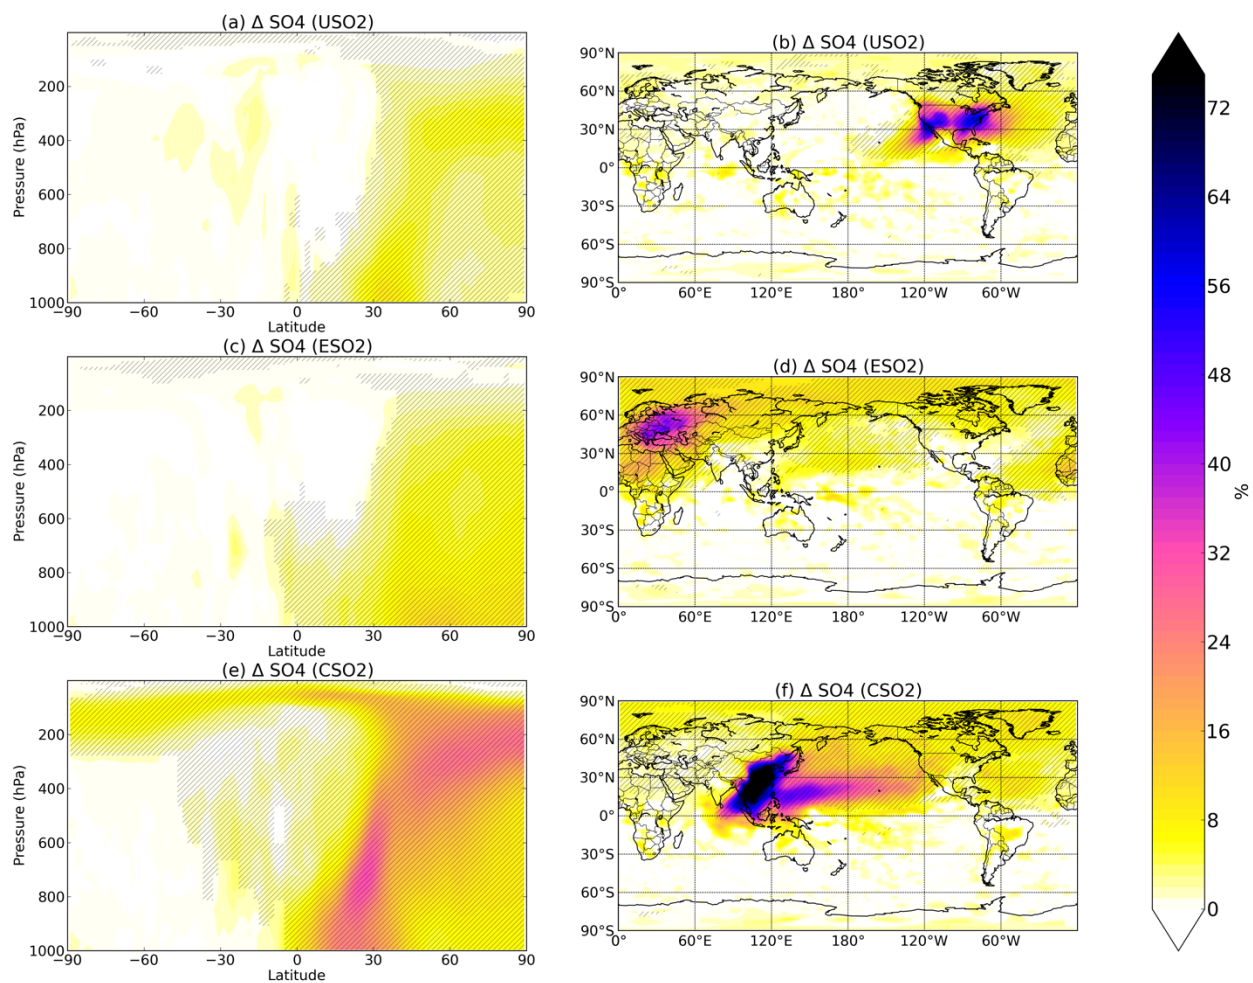 (a) Δ SO4 (USO2)
Pressure (hPa)
200
400
600
800
1000
−90
−60
−30
0
30
60
90
Latitude
(b) Δ SO4 (USO2)
90°N
60°N
30°N
0°
30°S
60°S
90°S
0°
60°E
120°E
180°
120°W
60°W
(c) Δ SO4 (ESO2)
Pressure (hPa)
200
400
600
800
1000
−90
−60
−30
0
30
60
90
Latitude
(d) Δ SO4 (ESO2)
90°N
60°N
30°N
0°
30°S
60°S
90°S
0°
60°E
120°E
180°
120°W
60°W
(e) Δ SO4 (CSO2)
Pressure (hPa)
200
400
600
800
1000
−90
−60
−30
0
30
60
90
Latitude
(f) Δ SO4 (CSO2)
90°N
60°N
30°N
0°
30°S
60°S
90°S
0°
60°E
120°E
180°
120°W
60°W
72
64
56
48
40
32
24
16
8
0
%